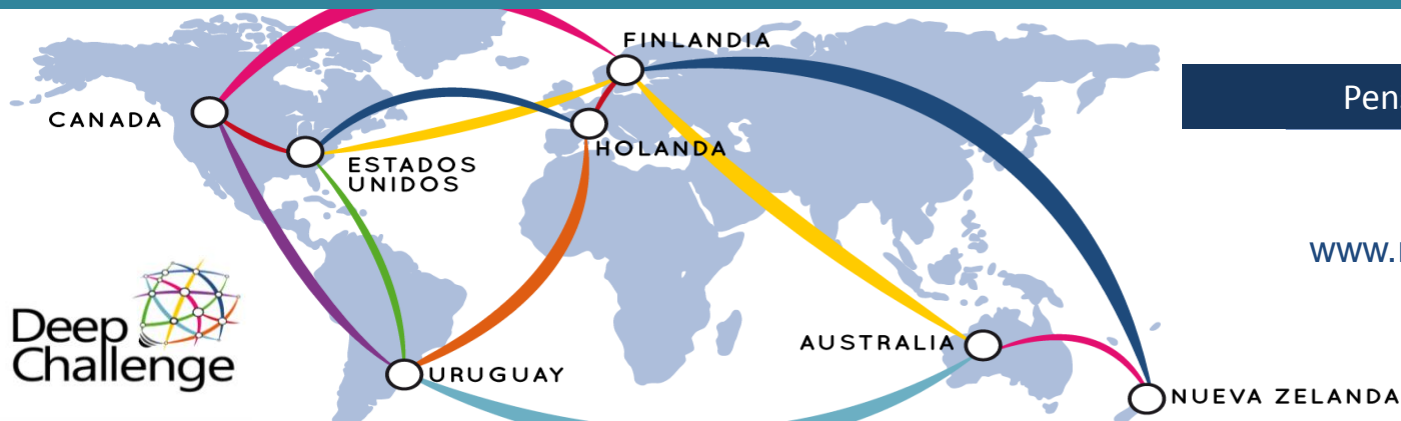 FINLANDIA
CANADA
HOLANDA
ESTADOS
UNIDOS
Deep
Challenge
URUGUAY
AUSTRALIA
NUEVA ZELANDA